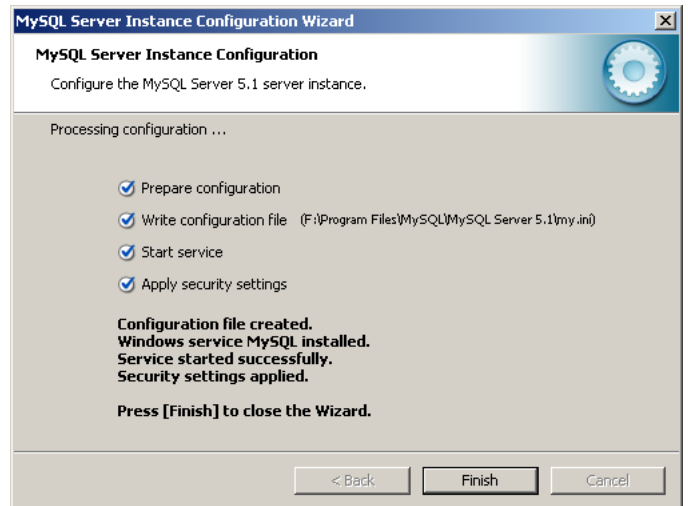 MySQL Server Instance Configuration Wizard
MySQL Server Instance Configuration
Configure the MySQL Server 5.1 server instance.
Processing configuration ...
Prepare configuration
Write configuration file (F:\Program Files\MySQL\MySQL Server 5.1\my.ini)
Start service
Apply security settings
Configuration file created.
Windows service MySQL installed.
Service started successfully.
Security settings applied.
Press [Finish] to close the Wizard.
< Back Finish Cancel